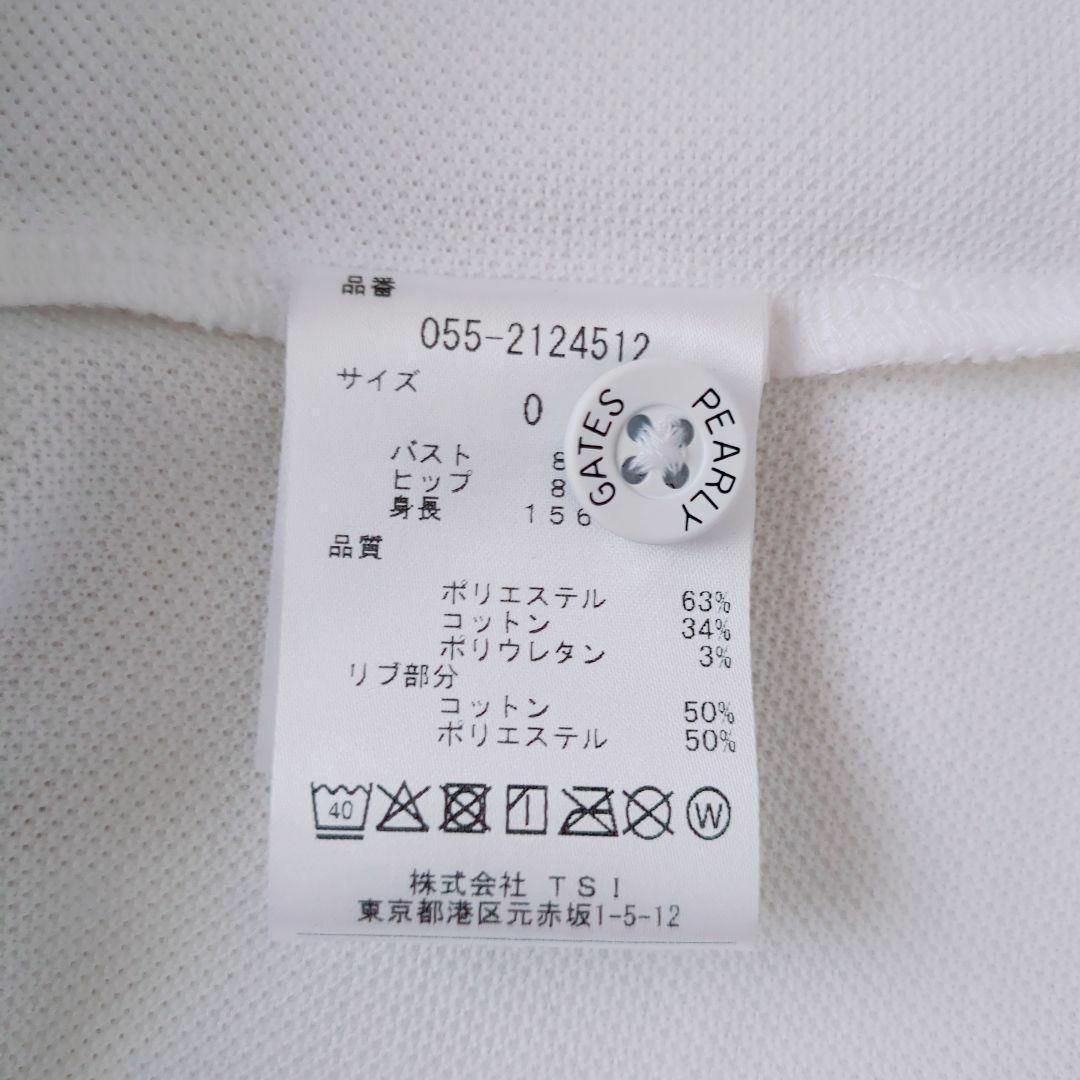 品番
055-2124512
サイズ
0
バスト 8
ヒップ 8
身長 156
品質
ポリエステル 63%
コットン 34%
ポリウレタン 3%
リブ部分
コットン 50%
ポリエステル 50%
40
W
株式会社 TSI
東京都港区元赤坂1-5-12
PEARLY GATES